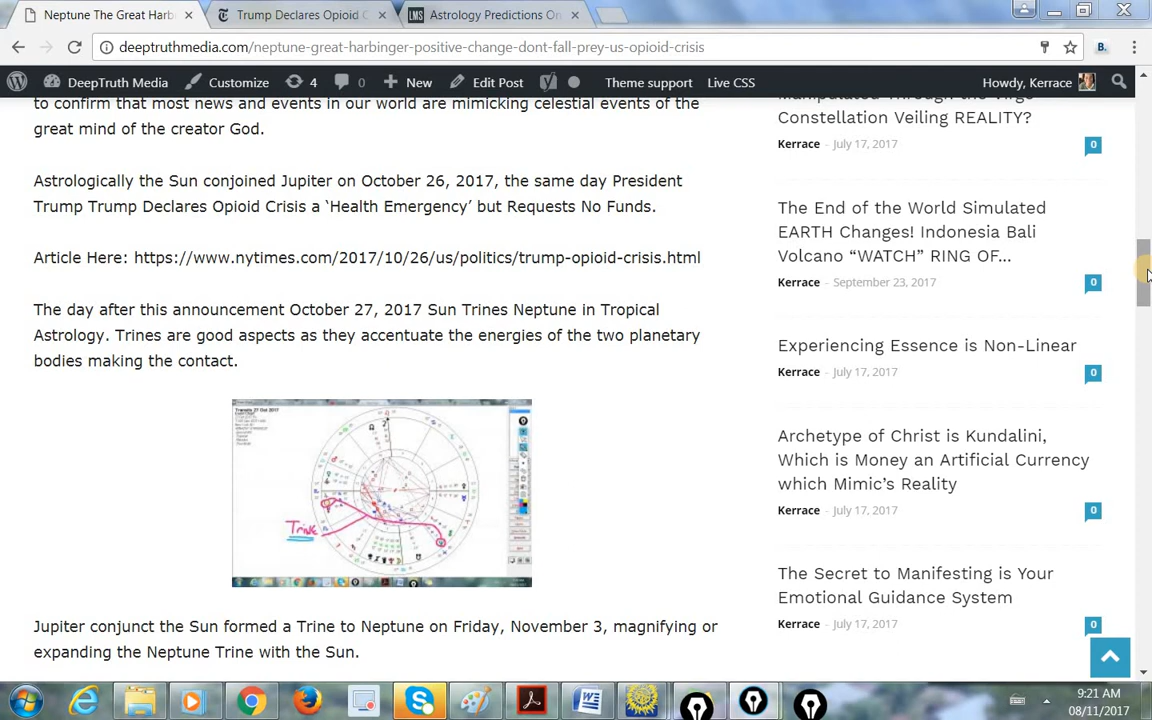 Neptune The Great Harb
Trump Declares Opioid C
LMS
Astrology Predictions On
deeptruthmedia.com/neptune-great-harbinger-positive-change-dont-fall-prey-us-opioid-crisis
B.
DeepTruth Media
Customize
4
0
New
Edit Post
Theme support
Live CSS
Howdy, Kerrace
to confirm that most news and events in our world are mimicking celestial events of the
great mind of the creator God.
Astrologically the Sun conjoined Jupiter on October 26, 2017, the same day President
Trump Trump Declares Opioid Crisis a ‘Health Emergency’ but Requests No Funds.
Article Here: https://www.nytimes.com/2017/10/26/us/politics/trump-opioid-crisis.html
The day after this announcement October 27, 2017 Sun Trines Neptune in Tropical
Astrology. Trines are good aspects as they accentuate the energies of the two planetary
bodies making the contact.
Transits 27 Oct 2017
Trine
Jupiter conjunct the Sun formed a Trine to Neptune on Friday, November 3, magnifying or
expanding the Neptune Trine with the Sun.
Manipulated Through the Virgo
Constellation Veiling REALITY?
Kerrace - July 17, 2017
0
The End of the World Simulated
EARTH Changes! Indonesia Bali
Volcano “WATCH” RING OF...
Kerrace - September 23, 2017
0
Experiencing Essence is Non-Linear
Kerrace - July 17, 2017
0
Archetype of Christ is Kundalini,
Which is Money an Artificial Currency
which Mimic’s Reality
Kerrace - July 17, 2017
0
The Secret to Manifesting is Your
Emotional Guidance System
Kerrace - July 17, 2017
0
9:21 AM
08/11/2017